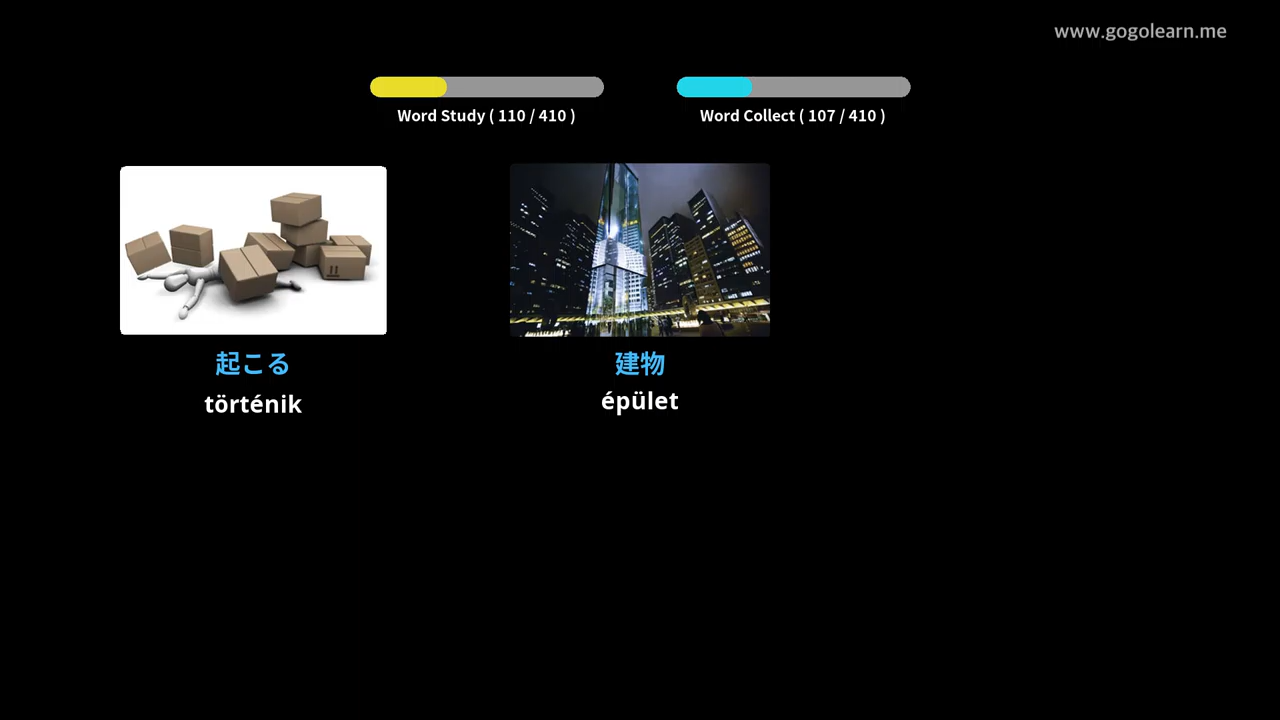 www.gogolearn.me
Word Study ( 110 / 410 )
Word Collect ( 107 / 410 )
起こる
történik
建物
épület